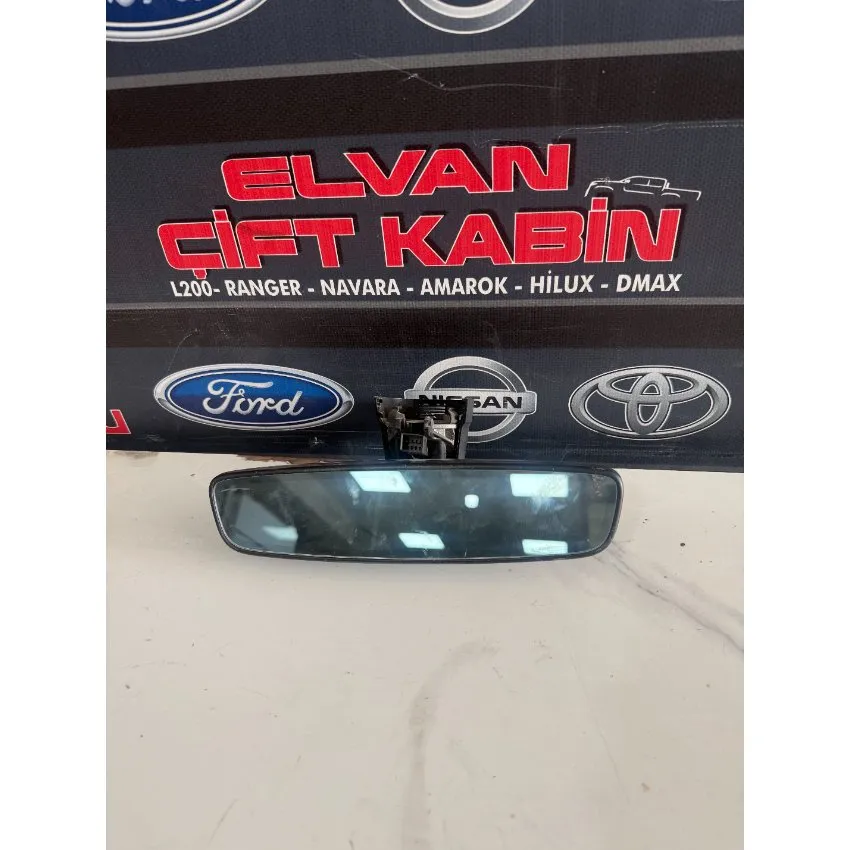 ELVAN
ÇİFT KABİN
L200- RANGER - NAVARA - AMAROK - HİLUX - DMAX
Ford
NISSAN